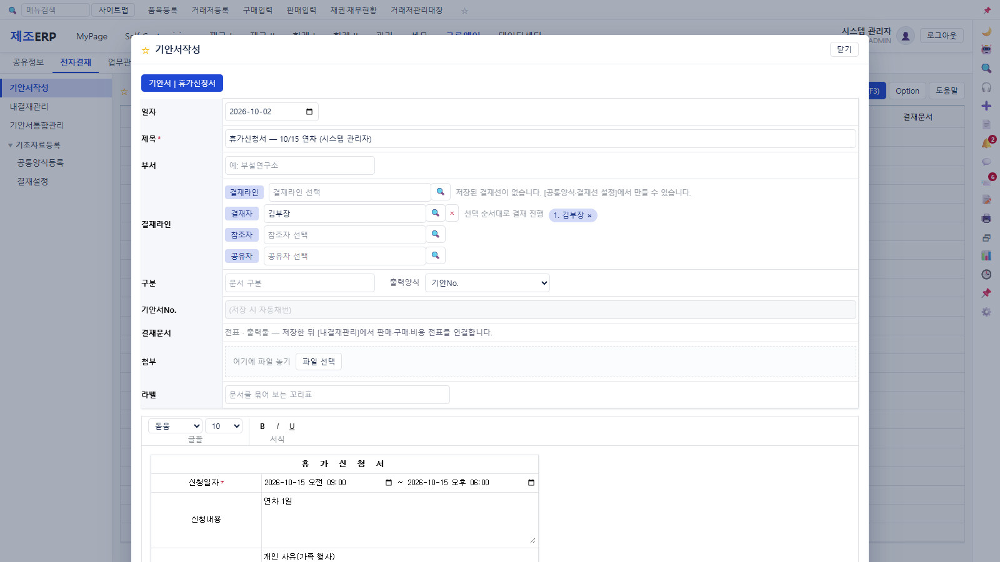 메뉴검색 사이트맵 품목등록 거래처등록 구매입력 판매입력 채권·채무현황 거래처관리대장 ☆
제조ERP MyPage 시스템 관리자 ADMIN 로그아웃
공유정보 전자결재 업무관
기안서작성
내결재관리
기안서통합관리
▼ 기초자료등록
공통양식등록
결재설정
☆ 기안서작성 닫기
기안서 | 휴가신청서
(F3) Option 도움말
결재문서
2
6
일자 2026-10-02
제목* 휴가신청서 — 10/15 연차 (시스템 관리자)
부서 예: 부설연구소
결재라인
결재라인 결재라인 선택 저장된 결재선이 없습니다. [공통양식·결재선 설정]에서 만들 수 있습니다.
결재자 김부장 × 선택 순서대로 결재 진행 1. 김부장 ×
참조자 참조자 선택
공유자 공유자 선택
구분 문서 구분 출력양식 기안No.
기안서No. (저장 시 자동채번)
결재문서 전표 · 출력물 — 저장한 뒤 [내결재관리]에서 판매·구매·비용 전표를 연결합니다.
첨부 여기에 파일 놓기 파일 선택
라벨 문서를 묶어 보는 꼬리표
돋움 10 B I U
글꼴 서식
휴 가 신 청 서
신청일자* 2026-10-15 오전 09:00 ~ 2026-10-15 오후 06:00
신청내용 연차 1일
개인 사유(가족 행사)